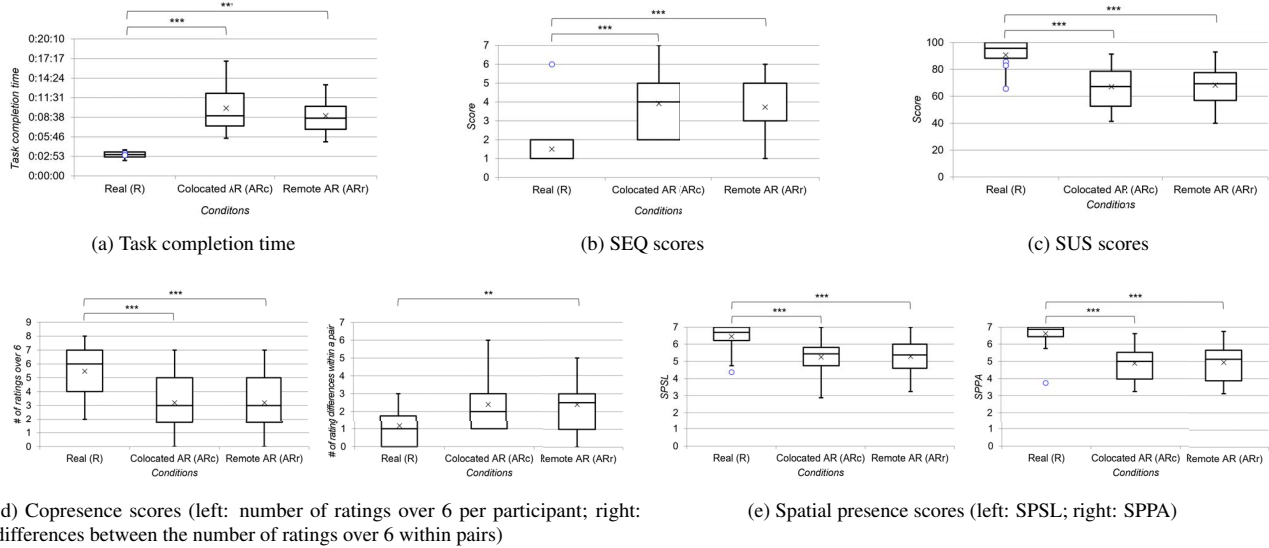 ***
***
0:20:10
0:17:17
0:14:24
0:11:31
0:08:38
0:05:46
0:02:53
0:00:00
Task completion time
Real (R) Colocated AR (ARc) Remote AR (ARr)
Conditons
(a) Task completion time
***
***
7
6
5
4
3
2
1
0
Score
Real (R) Colocated AR (ARc) Remote AR (ARr)
Conditions
(b) SEQ scores
***
***
100
80
60
40
20
0
Score
Real (R) Colocated AR (ARc) Remote AR (ARr)
Conditions
(c) SUS scores
***
***
9
8
7
6
5
4
3
2
1
0
# of ratings over 6
Real (R) Colocated AR (ARc) Remote AR (ARr)
Conditions
**
7
6
5
4
3
2
1
0
# of rating differences within a pair
Real (R) Colocated AR (ARc) Remote AR (ARr)
Conditions
d) Copresence scores (left: number of ratings over 6 per participant; right:
differences between the number of ratings over 6 within pairs)
***
***
7
6
5
4
3
2
1
0
SPSL
Real (R) Colocated AR (ARc) Remote AR (ARr)
Conditions
***
***
7
6
5
4
3
2
1
0
SPPA
Real (R) Colocated AR (ARc) Remote AR (ARr)
Conditions
(e) Spatial presence scores (left: SPSL; right: SPPA)